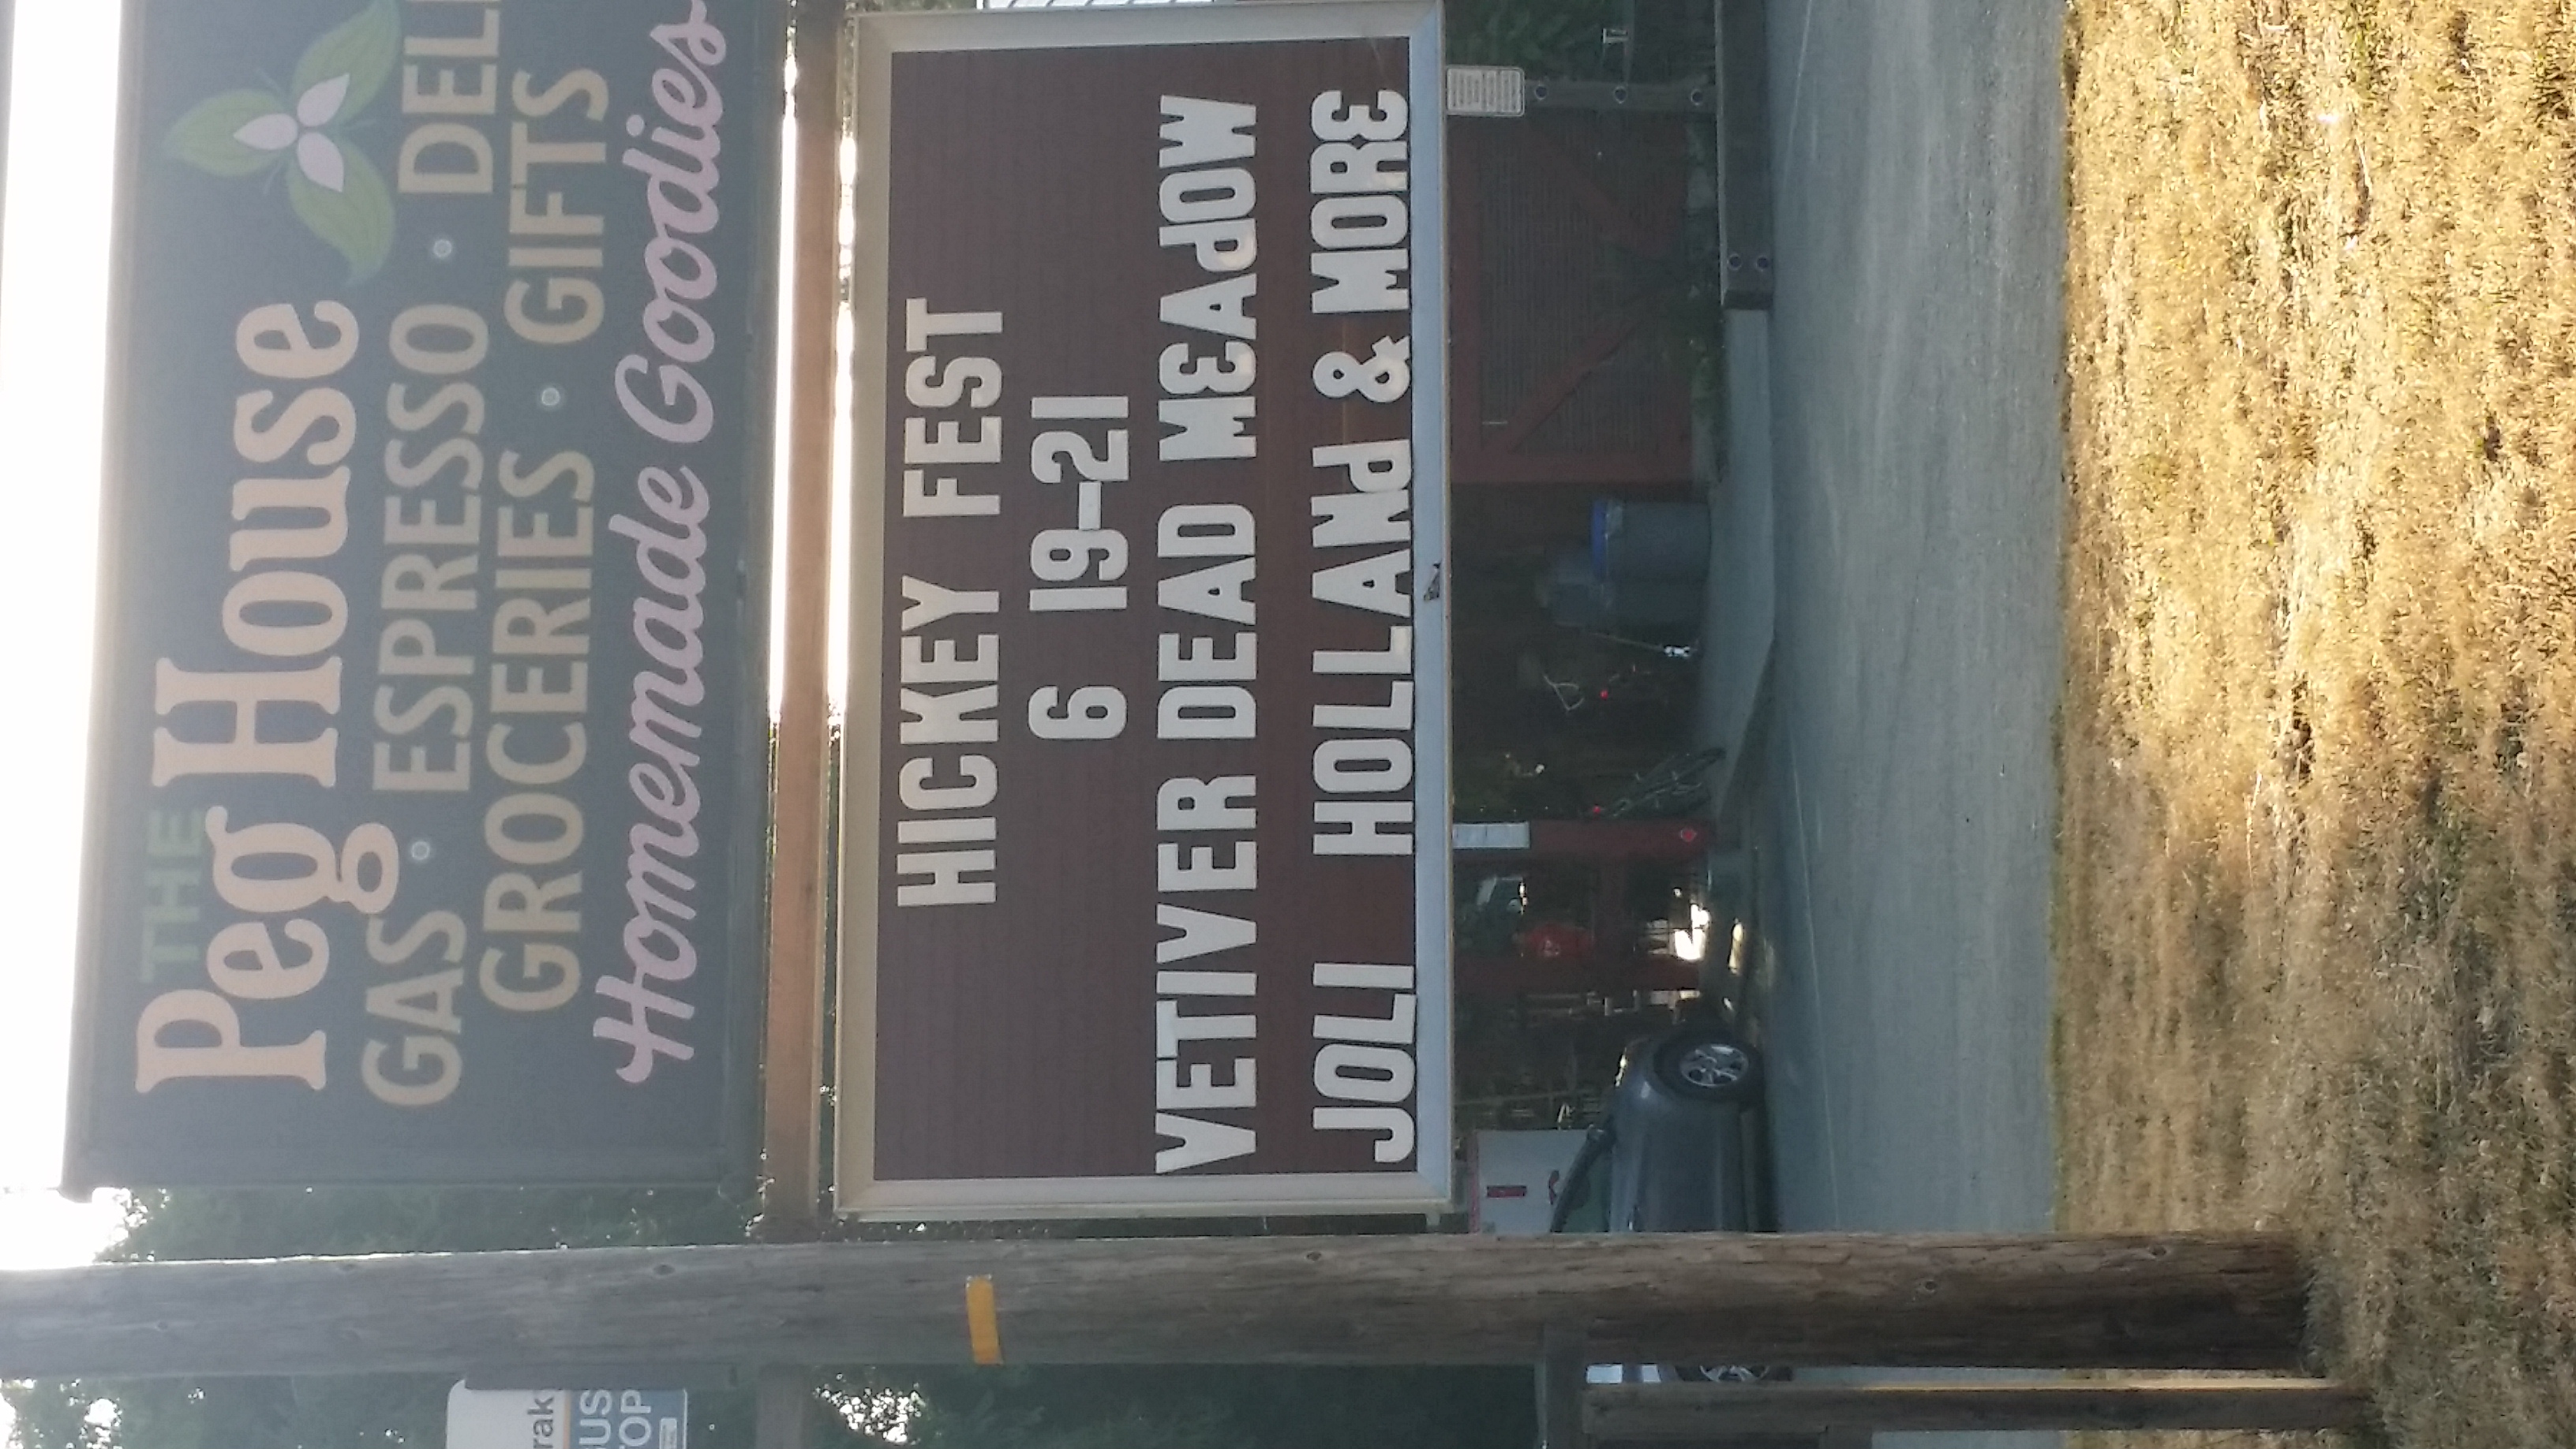 THE
Peg House
GAS · ESPRESSO · DELI
GROCERIES · GIFTS
Homemade Goodies
HICKEY FEST
6 19-21
VETIVER DEAD MEAdOW
JOLI HOLLANd & MORE